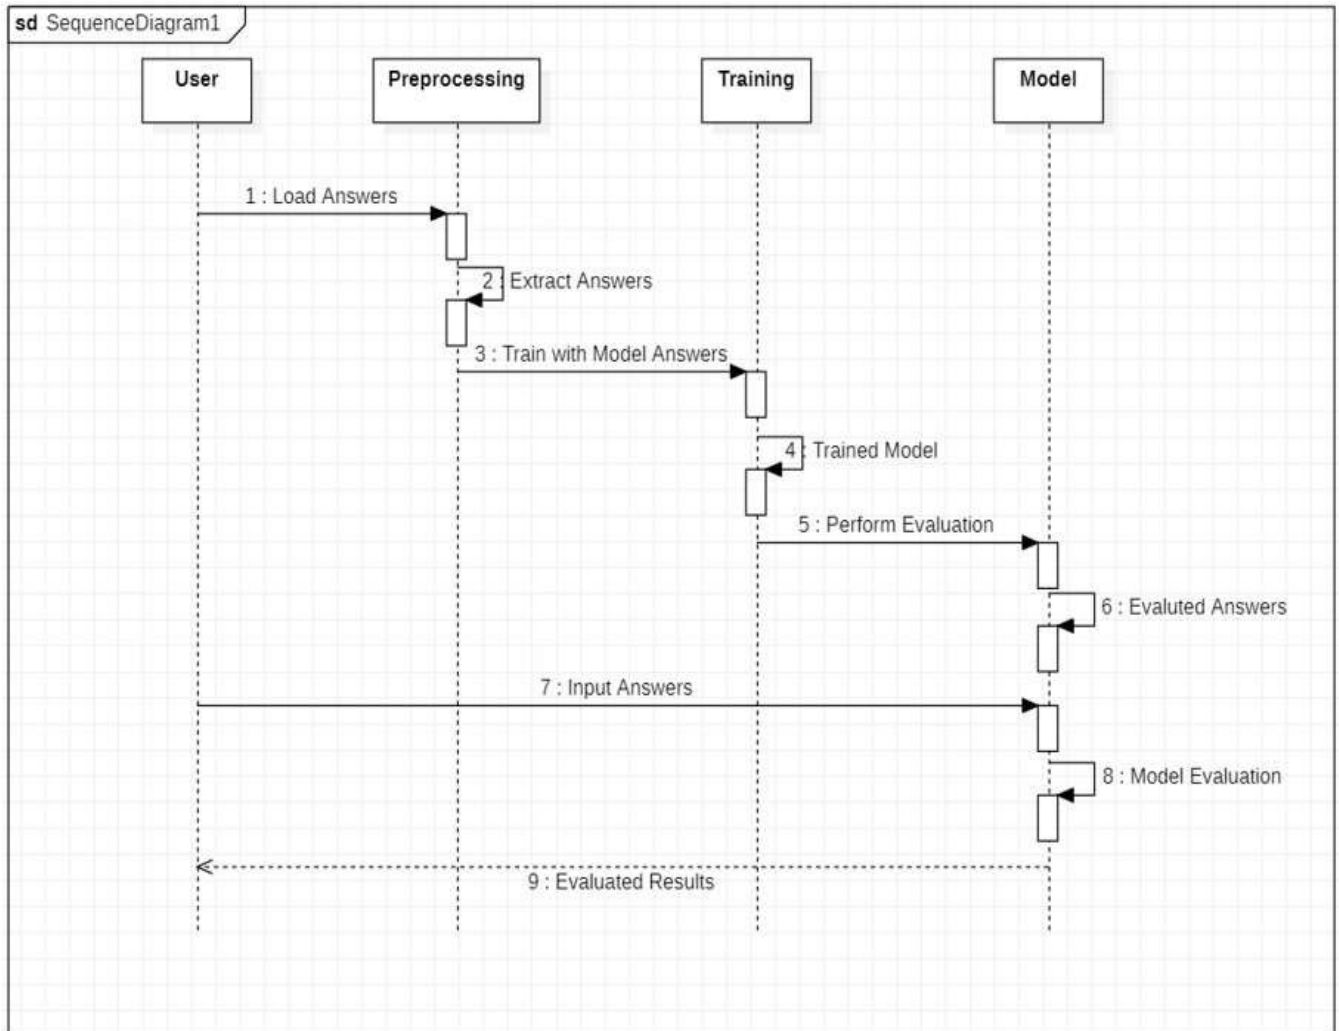 sd SequenceDiagram1
User
Preprocessing
Training
Model
1 : Load Answers
2 : Extract Answers
3 : Train with Model Answers
4 : Trained Model
5 : Perform Evaluation
6 : Evaluted Answers
7 : Input Answers
8 : Model Evaluation
9 : Evaluated Results